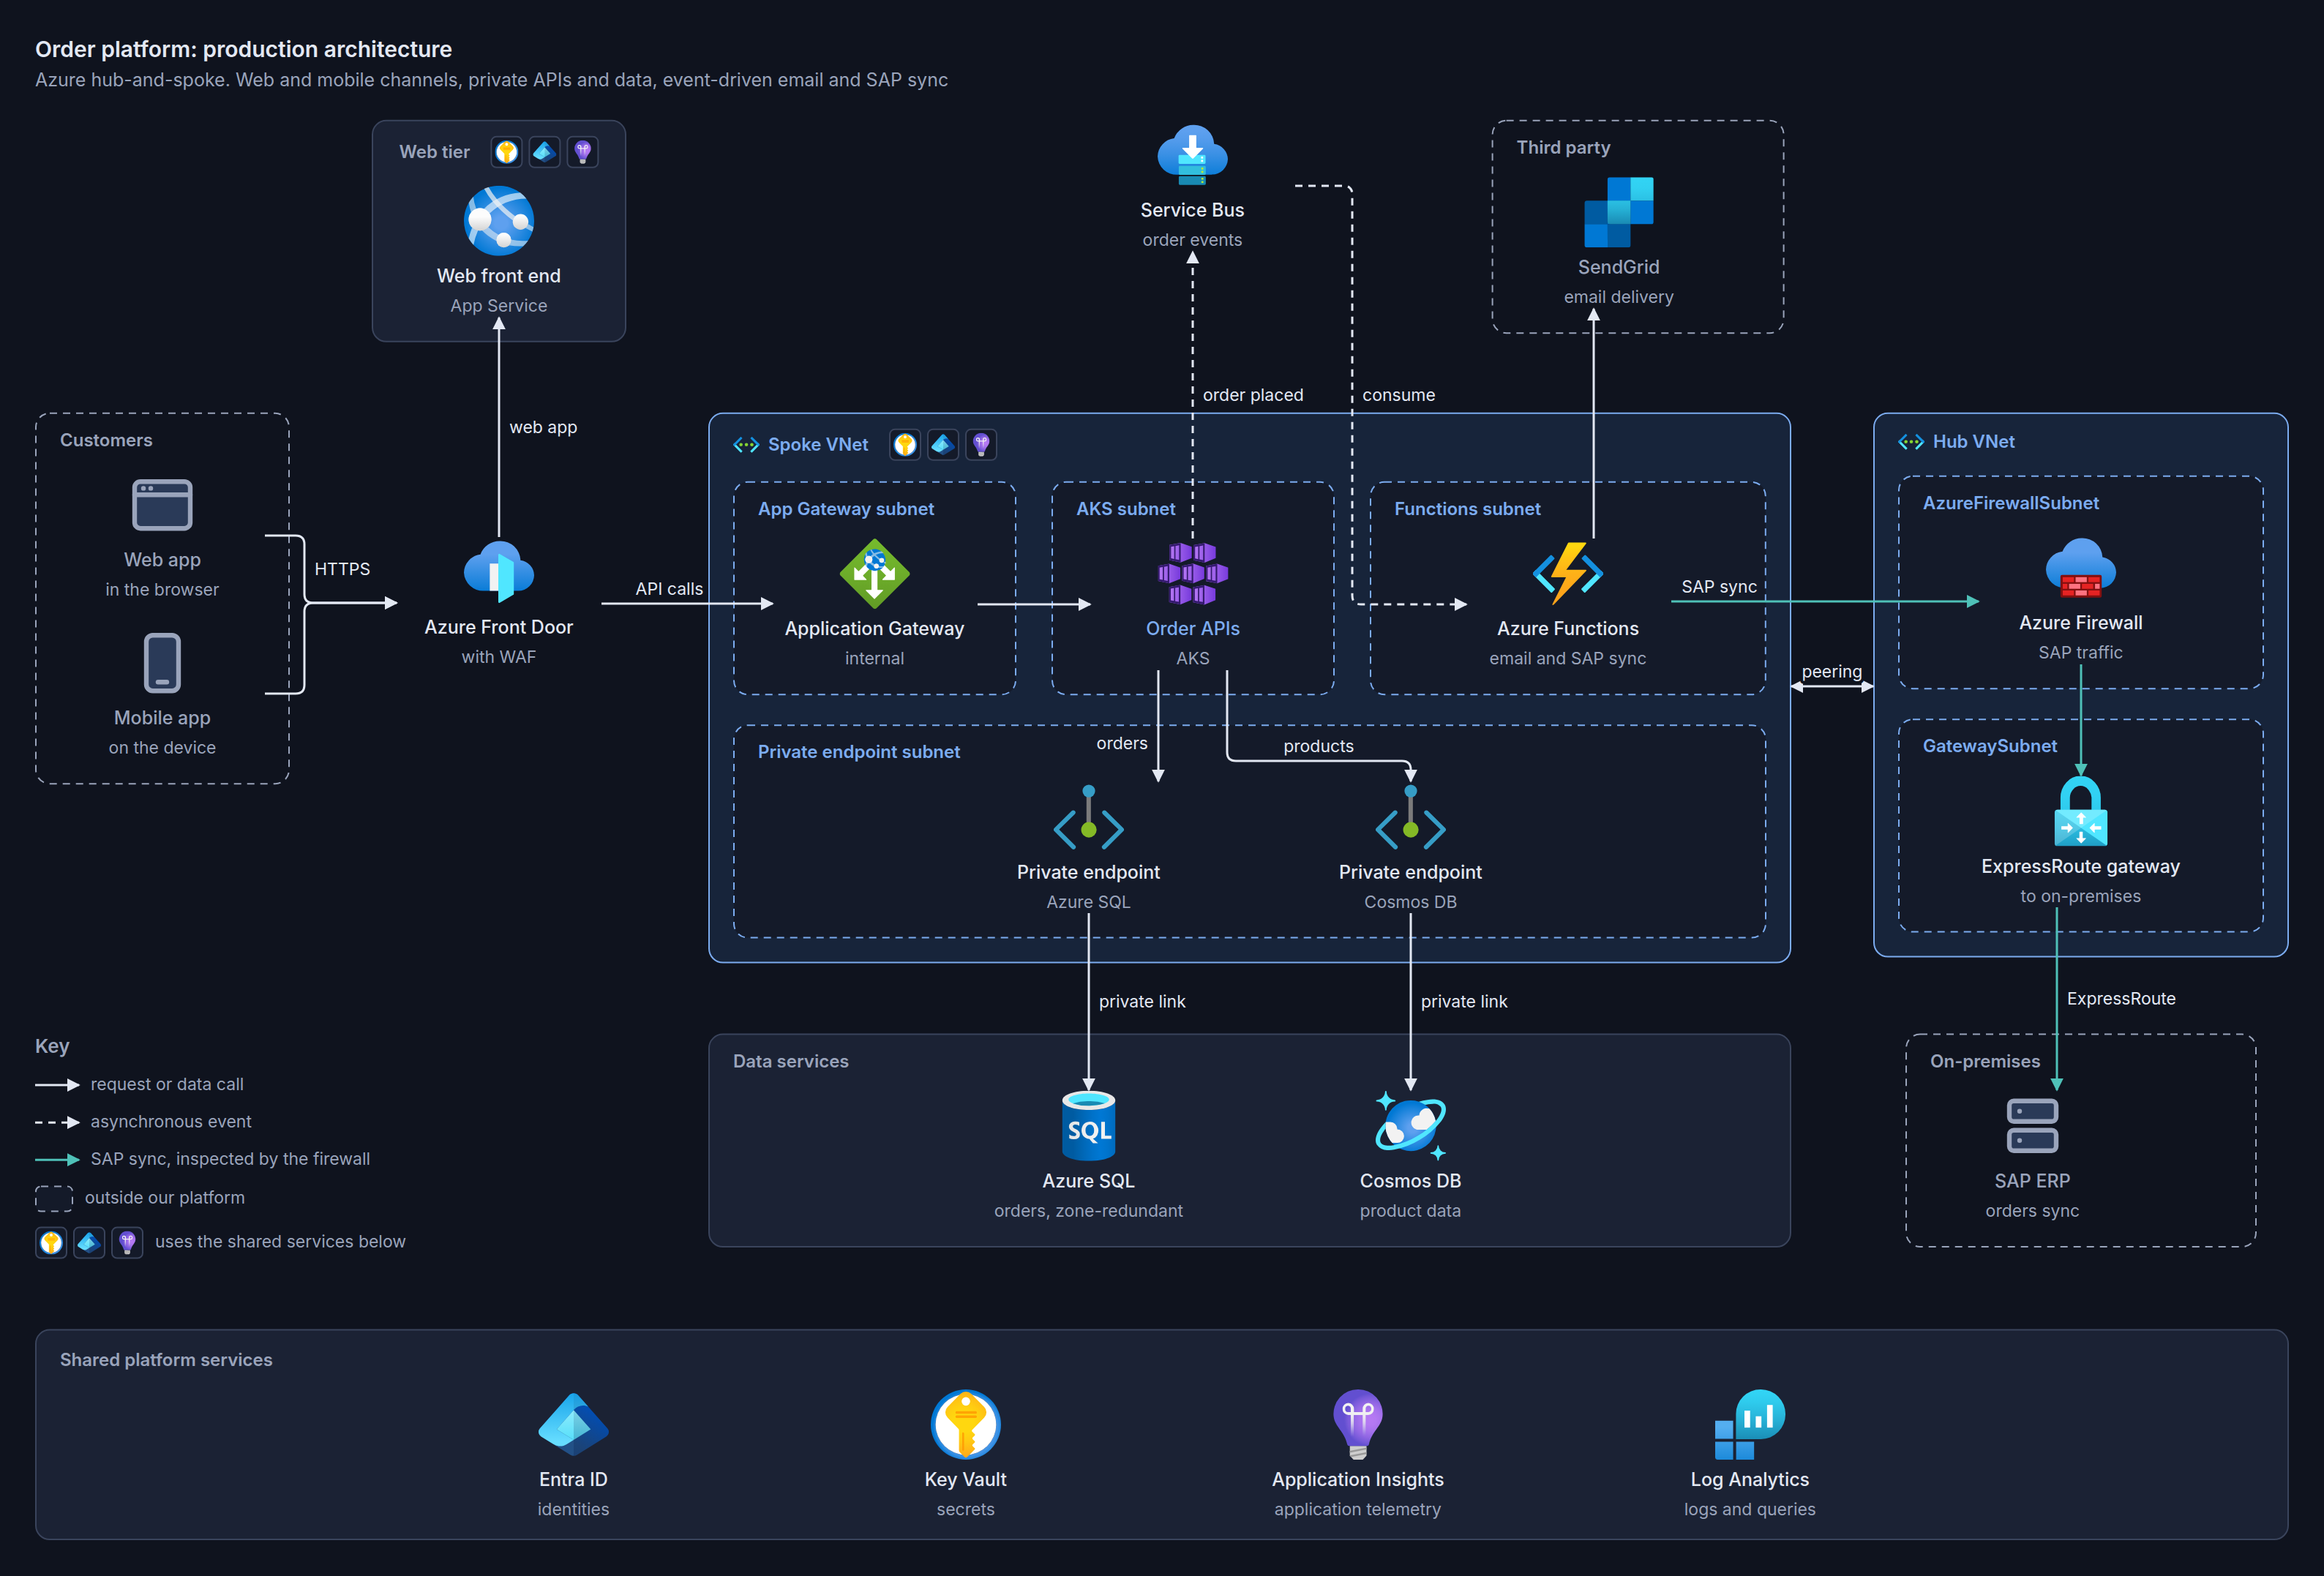 Order platform: production architecture
Azure hub-and-spoke. Web and mobile channels, private APIs and data, event-driven email and SAP sync
Web tier
Web front end
App Service
Service Bus
order events
Third party
SendGrid
email delivery
web app
order placed
consume
Customers
Web app
in the browser
Mobile app
on the device
HTTPS
Azure Front Door
with WAF
API calls
Spoke VNet
App Gateway subnet
Application Gateway
internal
AKS subnet
Order APIs
AKS
Functions subnet
Azure Functions
email and SAP sync
SAP sync
peering
Hub VNet
AzureFirewallSubnet
Azure Firewall
SAP traffic
GatewaySubnet
ExpressRoute gateway
to on-premises
Private endpoint subnet
orders
products
Private endpoint
Azure SQL
Private endpoint
Cosmos DB
private link
private link
ExpressRoute
Data services
SQL
Azure SQL
orders, zone-redundant
Cosmos DB
product data
On-premises
SAP ERP
orders sync
Key
request or data call
asynchronous event
SAP sync, inspected by the firewall
outside our platform
uses the shared services below
Shared platform services
Entra ID
identities
Key Vault
secrets
Application Insights
application telemetry
Log Analytics
logs and queries